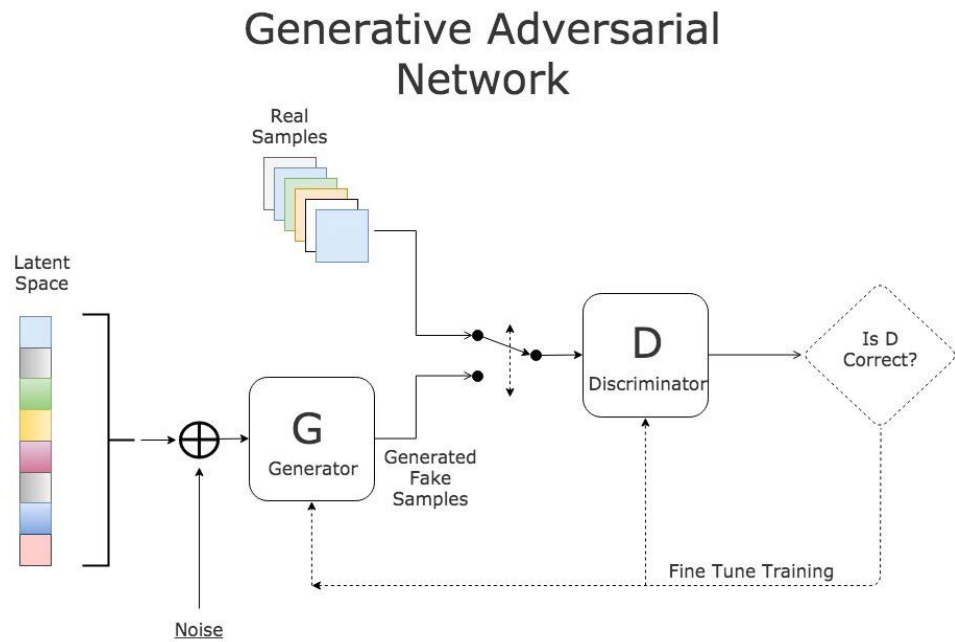 Generative Adversarial
Network
Real
Samples
Latent
Space
D
Discriminator
Is D
Correct?
G
Generator
Generated
Fake
Samples
Fine Tune Training
Noise